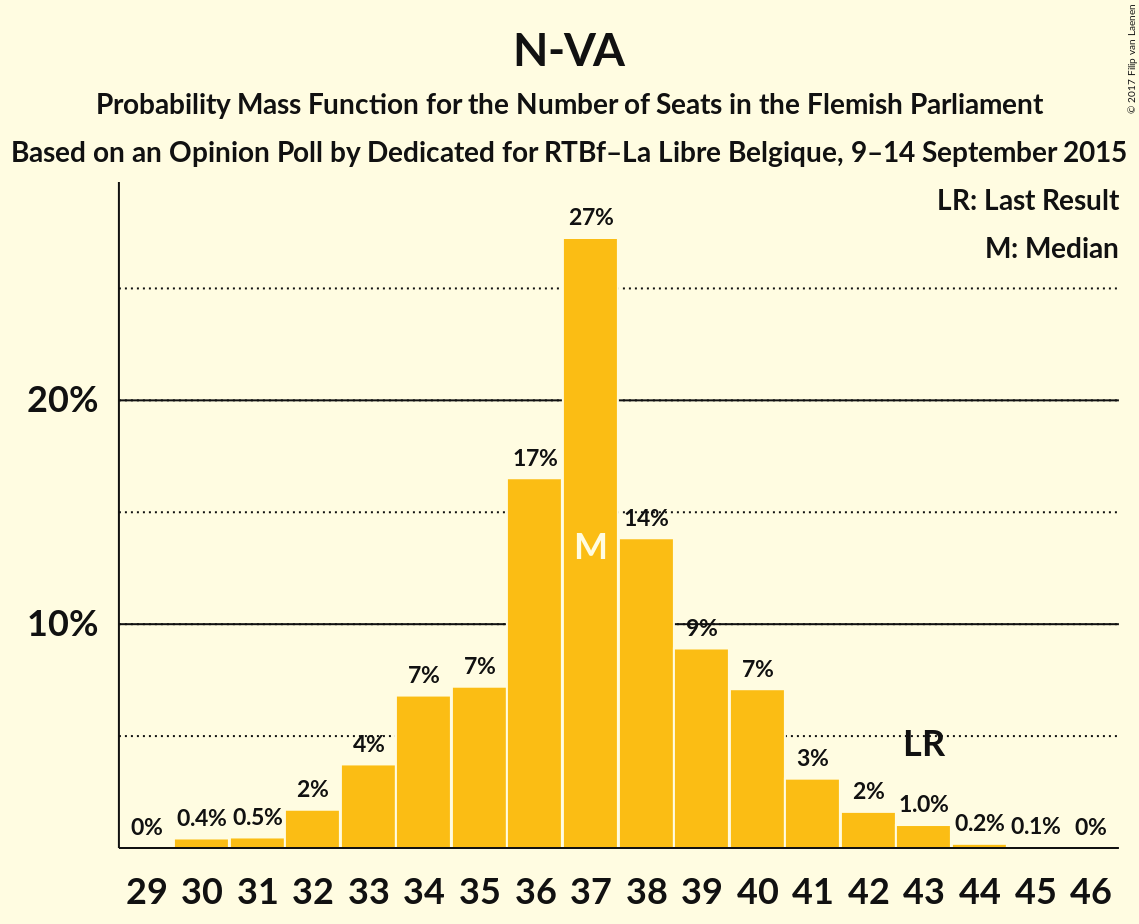 N-VA
Probability Mass Function for the Number of Seats in the Flemish Parliament
Based on an Opinion Poll by Dedicated for RTBf–La Libre Belgique, 9–14 September 2015
© 2017 Filip van Laenen
LR: Last Result
M: Median
27%
20%
17%
14%
M
10%
9%
7%
7%
7%
4%
LR
3%
2%
2%
1.0%
0% 0.4% 0.5%
0.2% 0.1% 0%
29 30 31 32 33 34 35 36 37 38 39 40 41 42 43 44 45 46